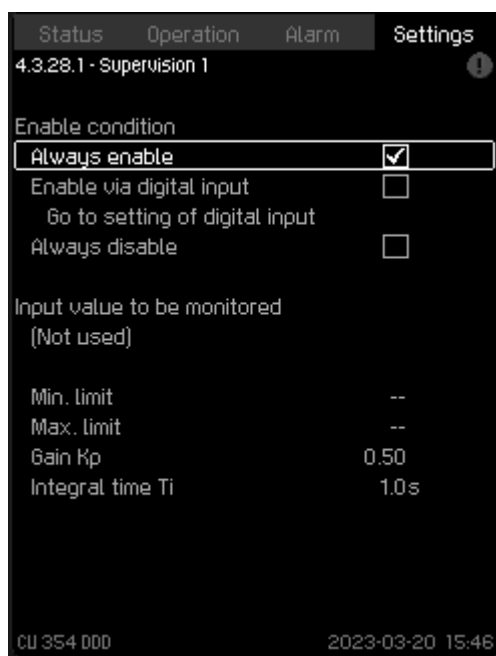 Status Operation Alarm Settings
4.3.28.1 - Supervision 1
Enable condition
Always enable
Enable via digital input
Go to setting of digital input
Always disable
Input value to be monitored
(Not used)
Min. limit --
Max. limit --
Gain Kp 0.50
Integral time Ti 1.0s
CU 354 DDD 2023-03-20 15:46